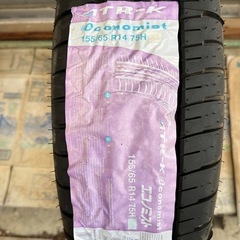 ATR-K
Economist
155/65 R14 75H
ATR-K Economist
エコノミスト
155/65 R14 75H